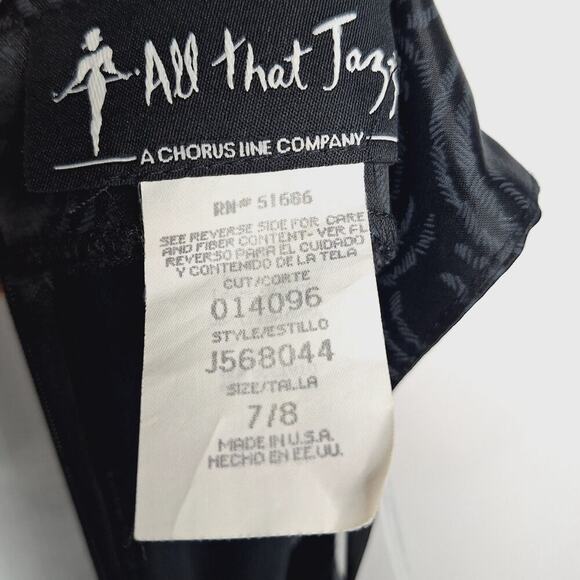 All that Jazz
A CHORUS LINE COMPANY
RN# 51686
SEE REVERSE SIDE FOR CARE
AND FIBER CONTENT- VER EL
REVERSO PARA EL CUIDADO
Y CONTENIDO DE LA TELA
CUT/CORTE
014096
STYLE/ESTILLO
J568044
SIZE/TALLA
7/8
MADE IN U.S.A.
HECHO EN EE.UU.